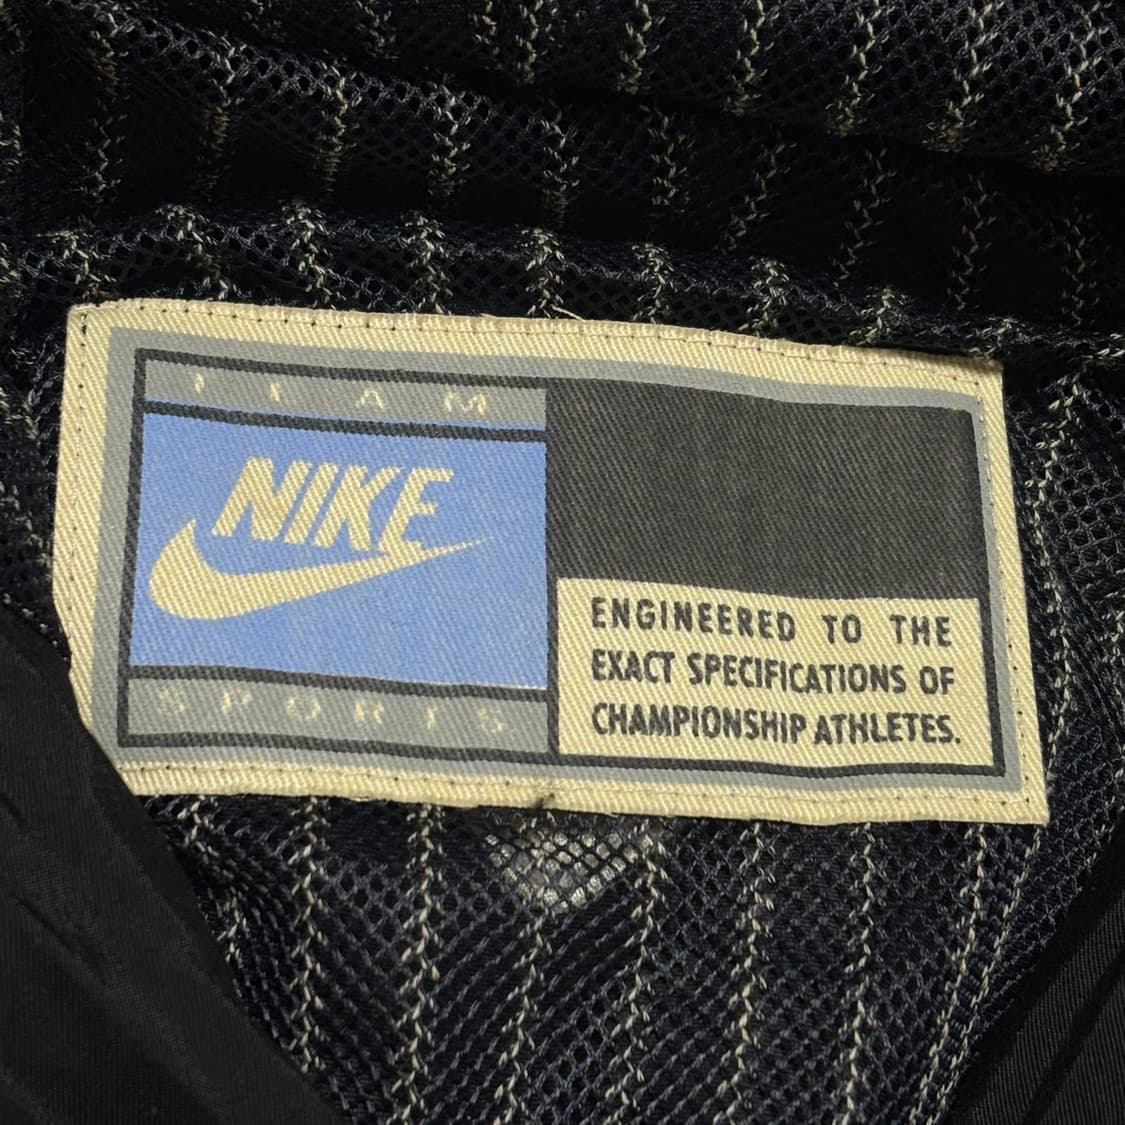 TEAM
NIKE
SPORTS
ENGINEERED TO THE
EXACT SPECIFICATIONS OF
CHAMPIONSHIP ATHLETES.